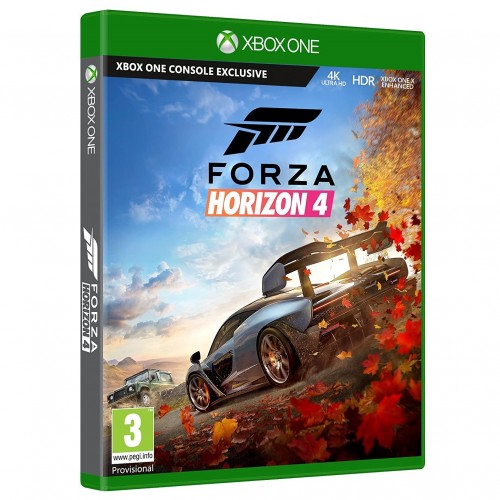 XBOX ONE
XBOX ONE CONSOLE EXCLUSIVE
4K
ULTRA HD
HDR
XBOX ONE X
ENHANCED
FORZA
HORIZON 4
3
www.pegi.info
Provisional
XBOX ONE
FORZA
HORIZON 4